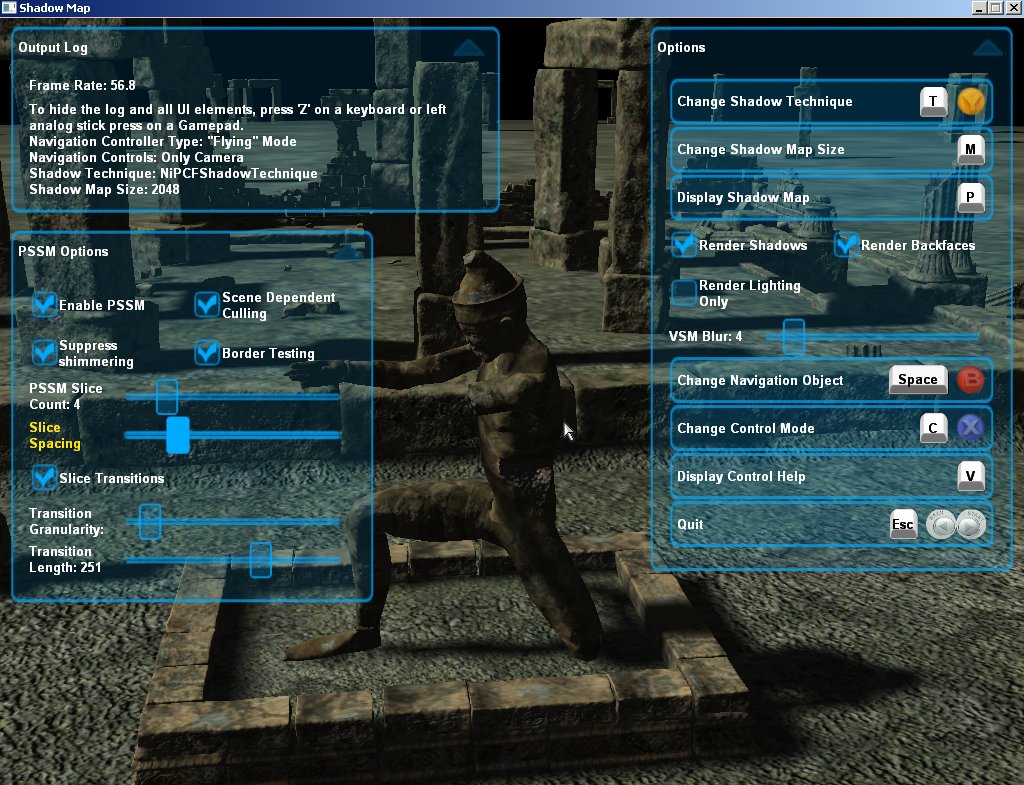 Shadow Map
Output Log
Frame Rate: 56.8
To hide the log and all UI elements, press 'Z' on a keyboard or left
analog stick press on a Gamepad.
Navigation Controller Type: "Flying" Mode
Navigation Controls: Only Camera
Shadow Technique: NiPCFShadowTechnique
Shadow Map Size: 2048
PSSM Options
Enable PSSM
Scene Dependent
Culling
Suppress
shimmering
Border Testing
PSSM Slice
Count: 4
Slice
Spacing
Slice Transitions
Transition
Granularity:
Transition
Length: 251
Options
Change Shadow Technique T Y
Change Shadow Map Size M
Display Shadow Map P
Render Shadows
Render Backfaces
Render Lighting
Only
VSM Blur: 4
Change Navigation Object Space B
Change Control Mode C X
Display Control Help V
Quit Esc BACK START